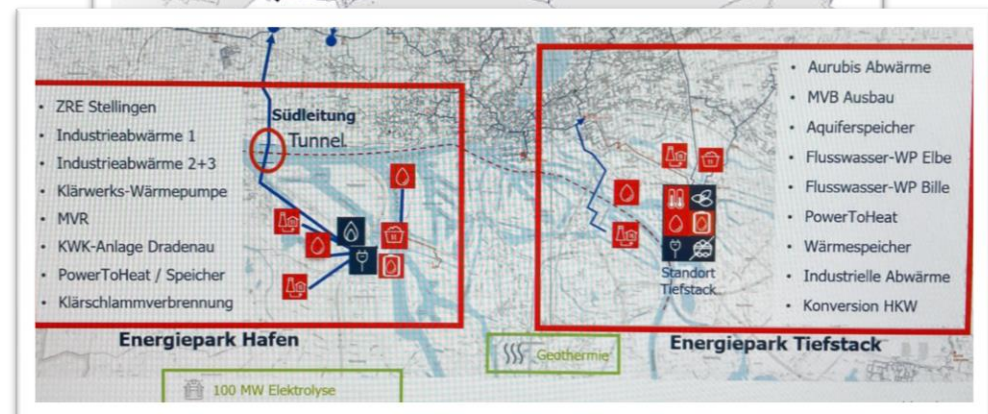 • ZRE Stellingen
• Industrieabwärme 1
• Industrieabwärme 2+3
• Klärwerks-Wärmepumpe
• MVR
• KWK-Anlage Dradenau
• PowerToHeat / Speicher
• Klärschlammverbrennung
Südleitung
Tunnel
Energiepark Hafen
• Aurubis Abwärme
• MVB Ausbau
• Aquiferspeicher
• Flusswasser-WP Elbe
• Flusswasser-WP Bille
• PowerToHeat
• Wärmespeicher
• Industrielle Abwärme
• Konversion HKW
Standort
Tiefstack
Energiepark Tiefstack
Geothermie
100 MW Elektrolyse